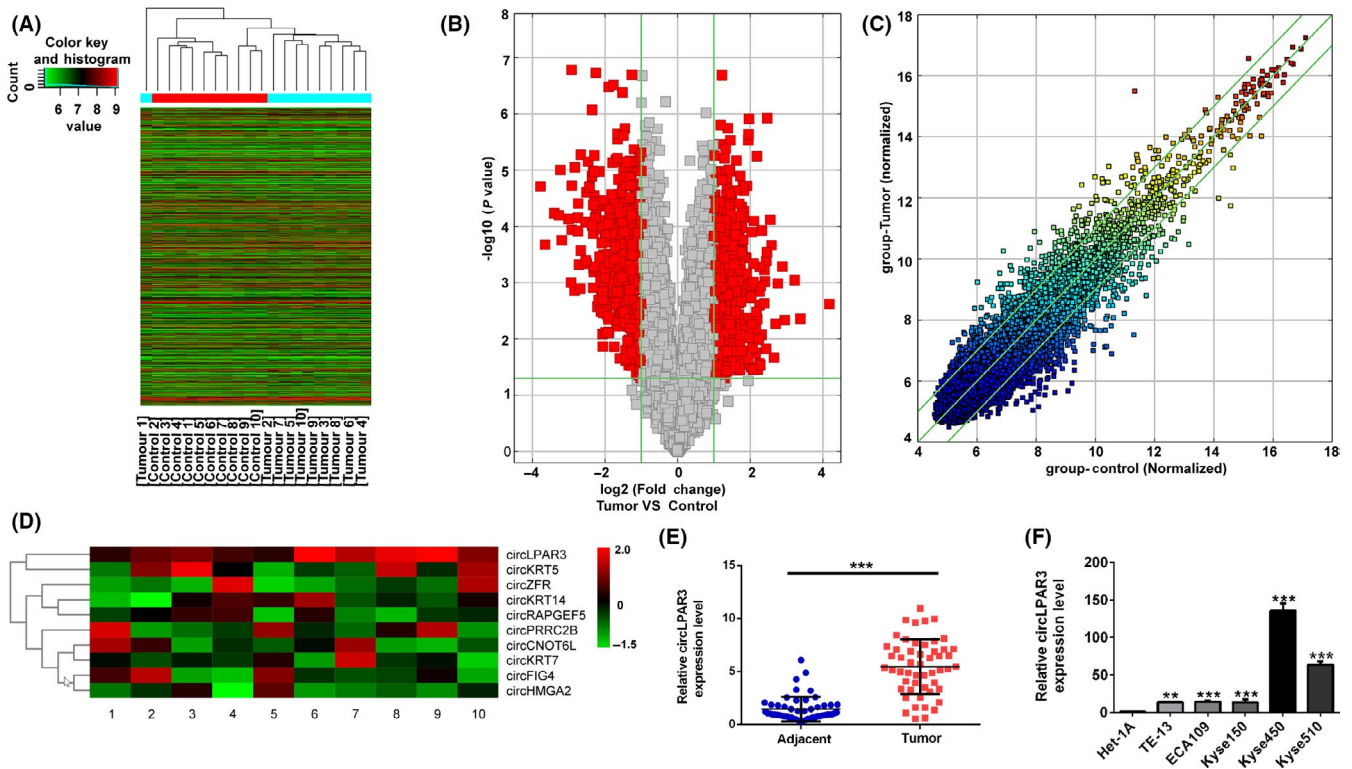 (A)
Color key
and histogram
Count
0
6 7 8 9
value
[Tumour 1]
[Control 2]
[Control 3]
[Control 4]
[Control 1]
[Control 5]
[Control 6]
[Control 7]
[Control 8]
[Control 9]
[Control 10]
[Tumour 2]
[Tumour 7]
[Tumour 5]
[Tumour 10]
[Tumour 9]
[Tumour 3]
[Tumour 8]
[Tumour 6]
[Tumour 4]
(B)
-log10 (P value)
8
7
6
5
4
3
2
1
0
−4 −2 0 2 4
log2 (Fold change)
Tumor VS Control
(C)
group-Tumor (normalized)
18
16
14
12
10
8
6
4
4 6 8 10 12 14 16 18
group-control (Normalized)
(D)
circLPAR3
circKRT5
circZFR
circKRT14
circRAPGEF5
circPRRC2B
circCNOT6L
circKRT7
circFIG4
circHMGA2
1 2 3 4 5 6 7 8 9 10
2.0
0
−1.5
(E)
Relative circLPAR3
expression level
15
10
5
0
***
Adjacent Tumor
(F)
Relative circLPAR3
expression level
200
150
100
50
0
** *** *** *** ***
Het-1A
TE-13
ECA109
Kyse150
Kyse450
Kyse510